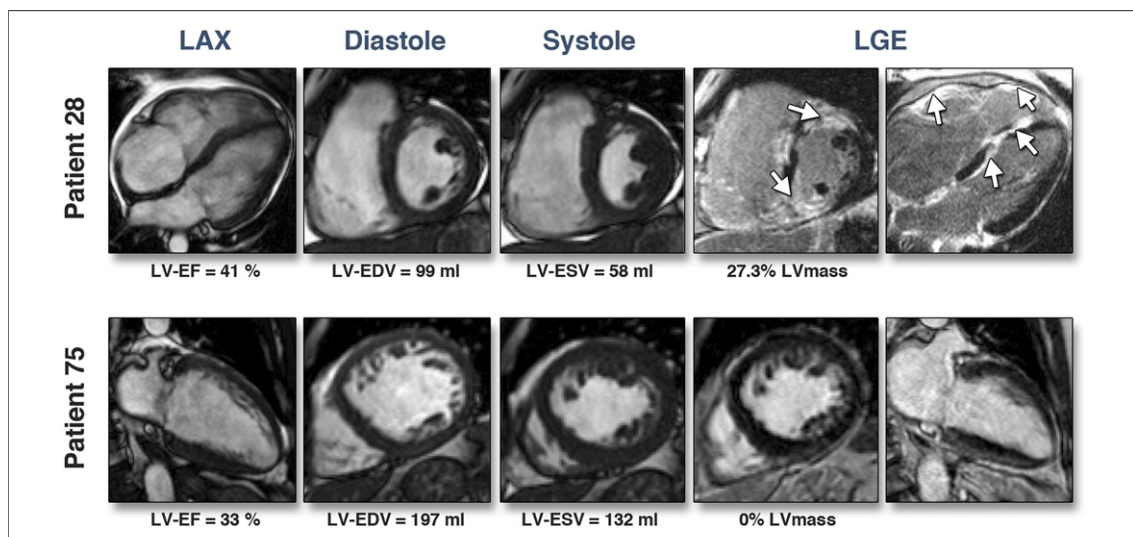 LAX Diastole Systole LGE
Patient 28
LV-EF = 41 % LV-EDV = 99 ml LV-ESV = 58 ml 27.3% LVmass
Patient 75
LV-EF = 33 % LV-EDV = 197 ml LV-ESV = 132 ml 0% LVmass